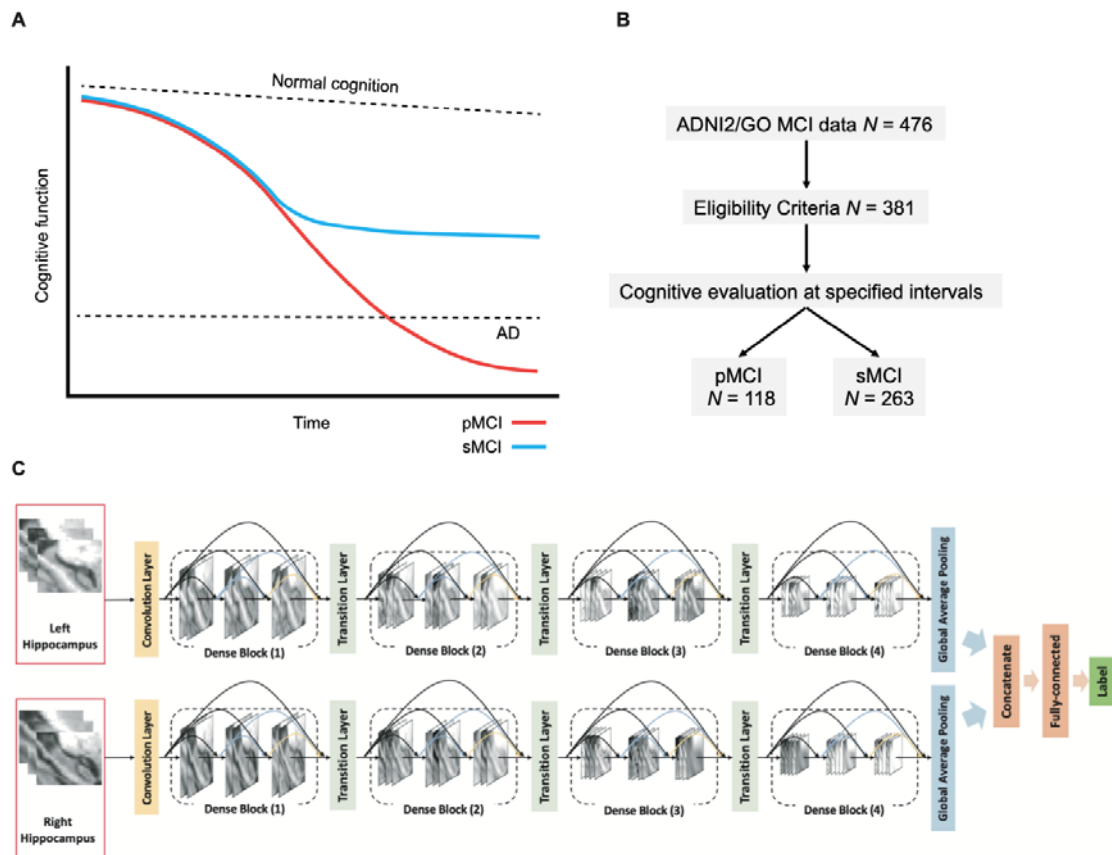 A
Normal cognition
Cognitive function
AD
Time
pMCI
sMCI
B
ADNI2/GO MCI data N = 476
Eligibility Criteria N = 381
Cognitive evaluation at specified intervals
pMCI
N = 118
sMCI
N = 263
C
Left
Hippocampus
Convolution Layer
Dense Block (1)
Transition Layer
Dense Block (2)
Transition Layer
Dense Block (3)
Transition Layer
Dense Block (4)
Global Average Pooling
Right
Hippocampus
Convolution Layer
Dense Block (1)
Transition Layer
Dense Block (2)
Transition Layer
Dense Block (3)
Transition Layer
Dense Block (4)
Global Average Pooling
Concatenate
Fully-connected
Label